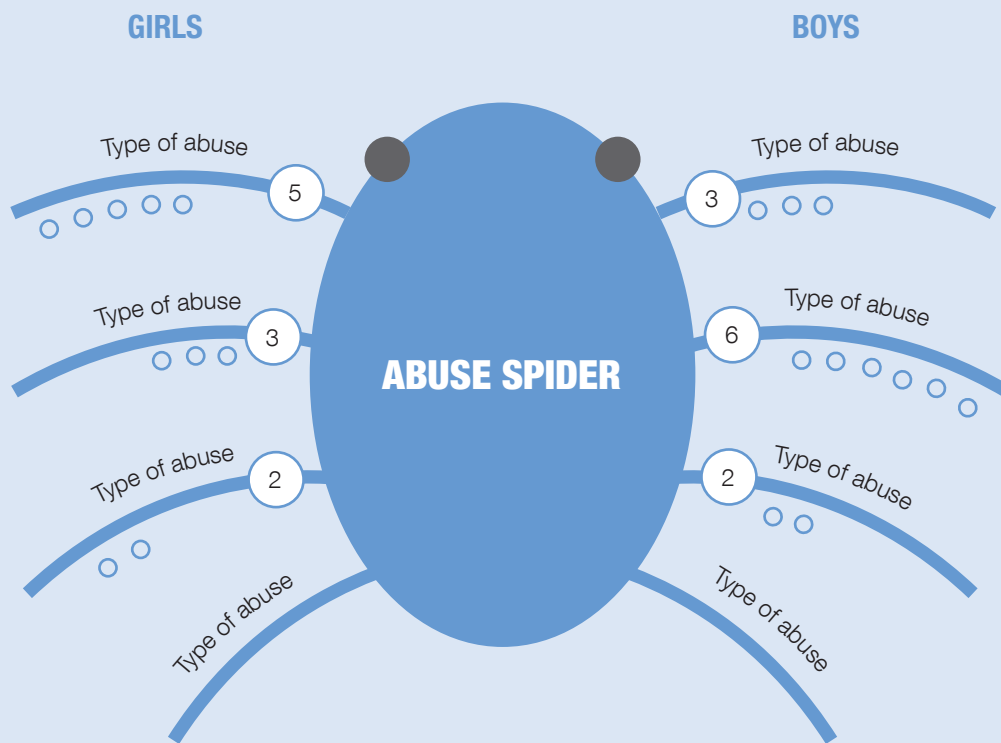 GIRLS
BOYS
Type of abuse
5
Type of abuse
3
Type of abuse
3
Type of abuse
6
ABUSE SPIDER
Type of abuse
2
Type of abuse
2
Type of abuse
Type of abuse